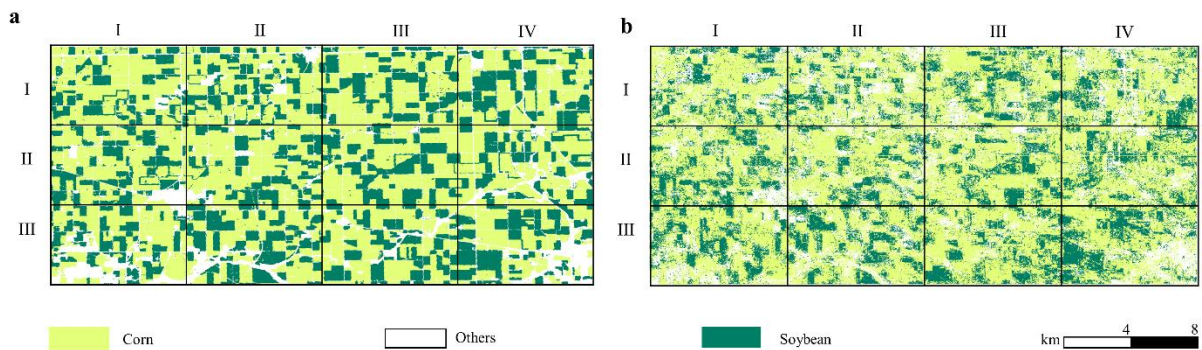 a
I II III IV
I
II
III
b
I II III IV
I
II
III
Corn Others Soybean km 4 8